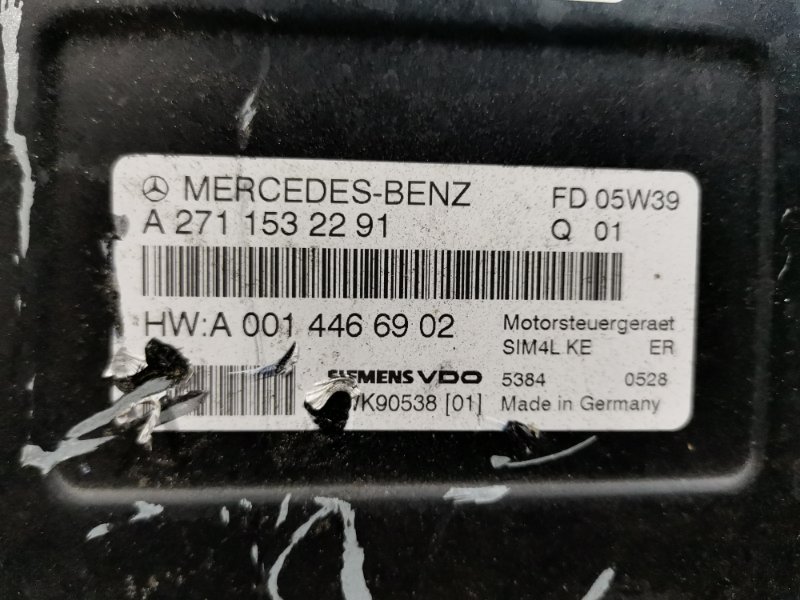 MERCEDES-BENZ FD 05W39
A 271 153 22 91 Q 01
HW:A 001 446 69 02 Motorsteuergeraet
SIM4L KE ER
SIEMENS VDO 5384 0528
K90538 [01] Made in Germany